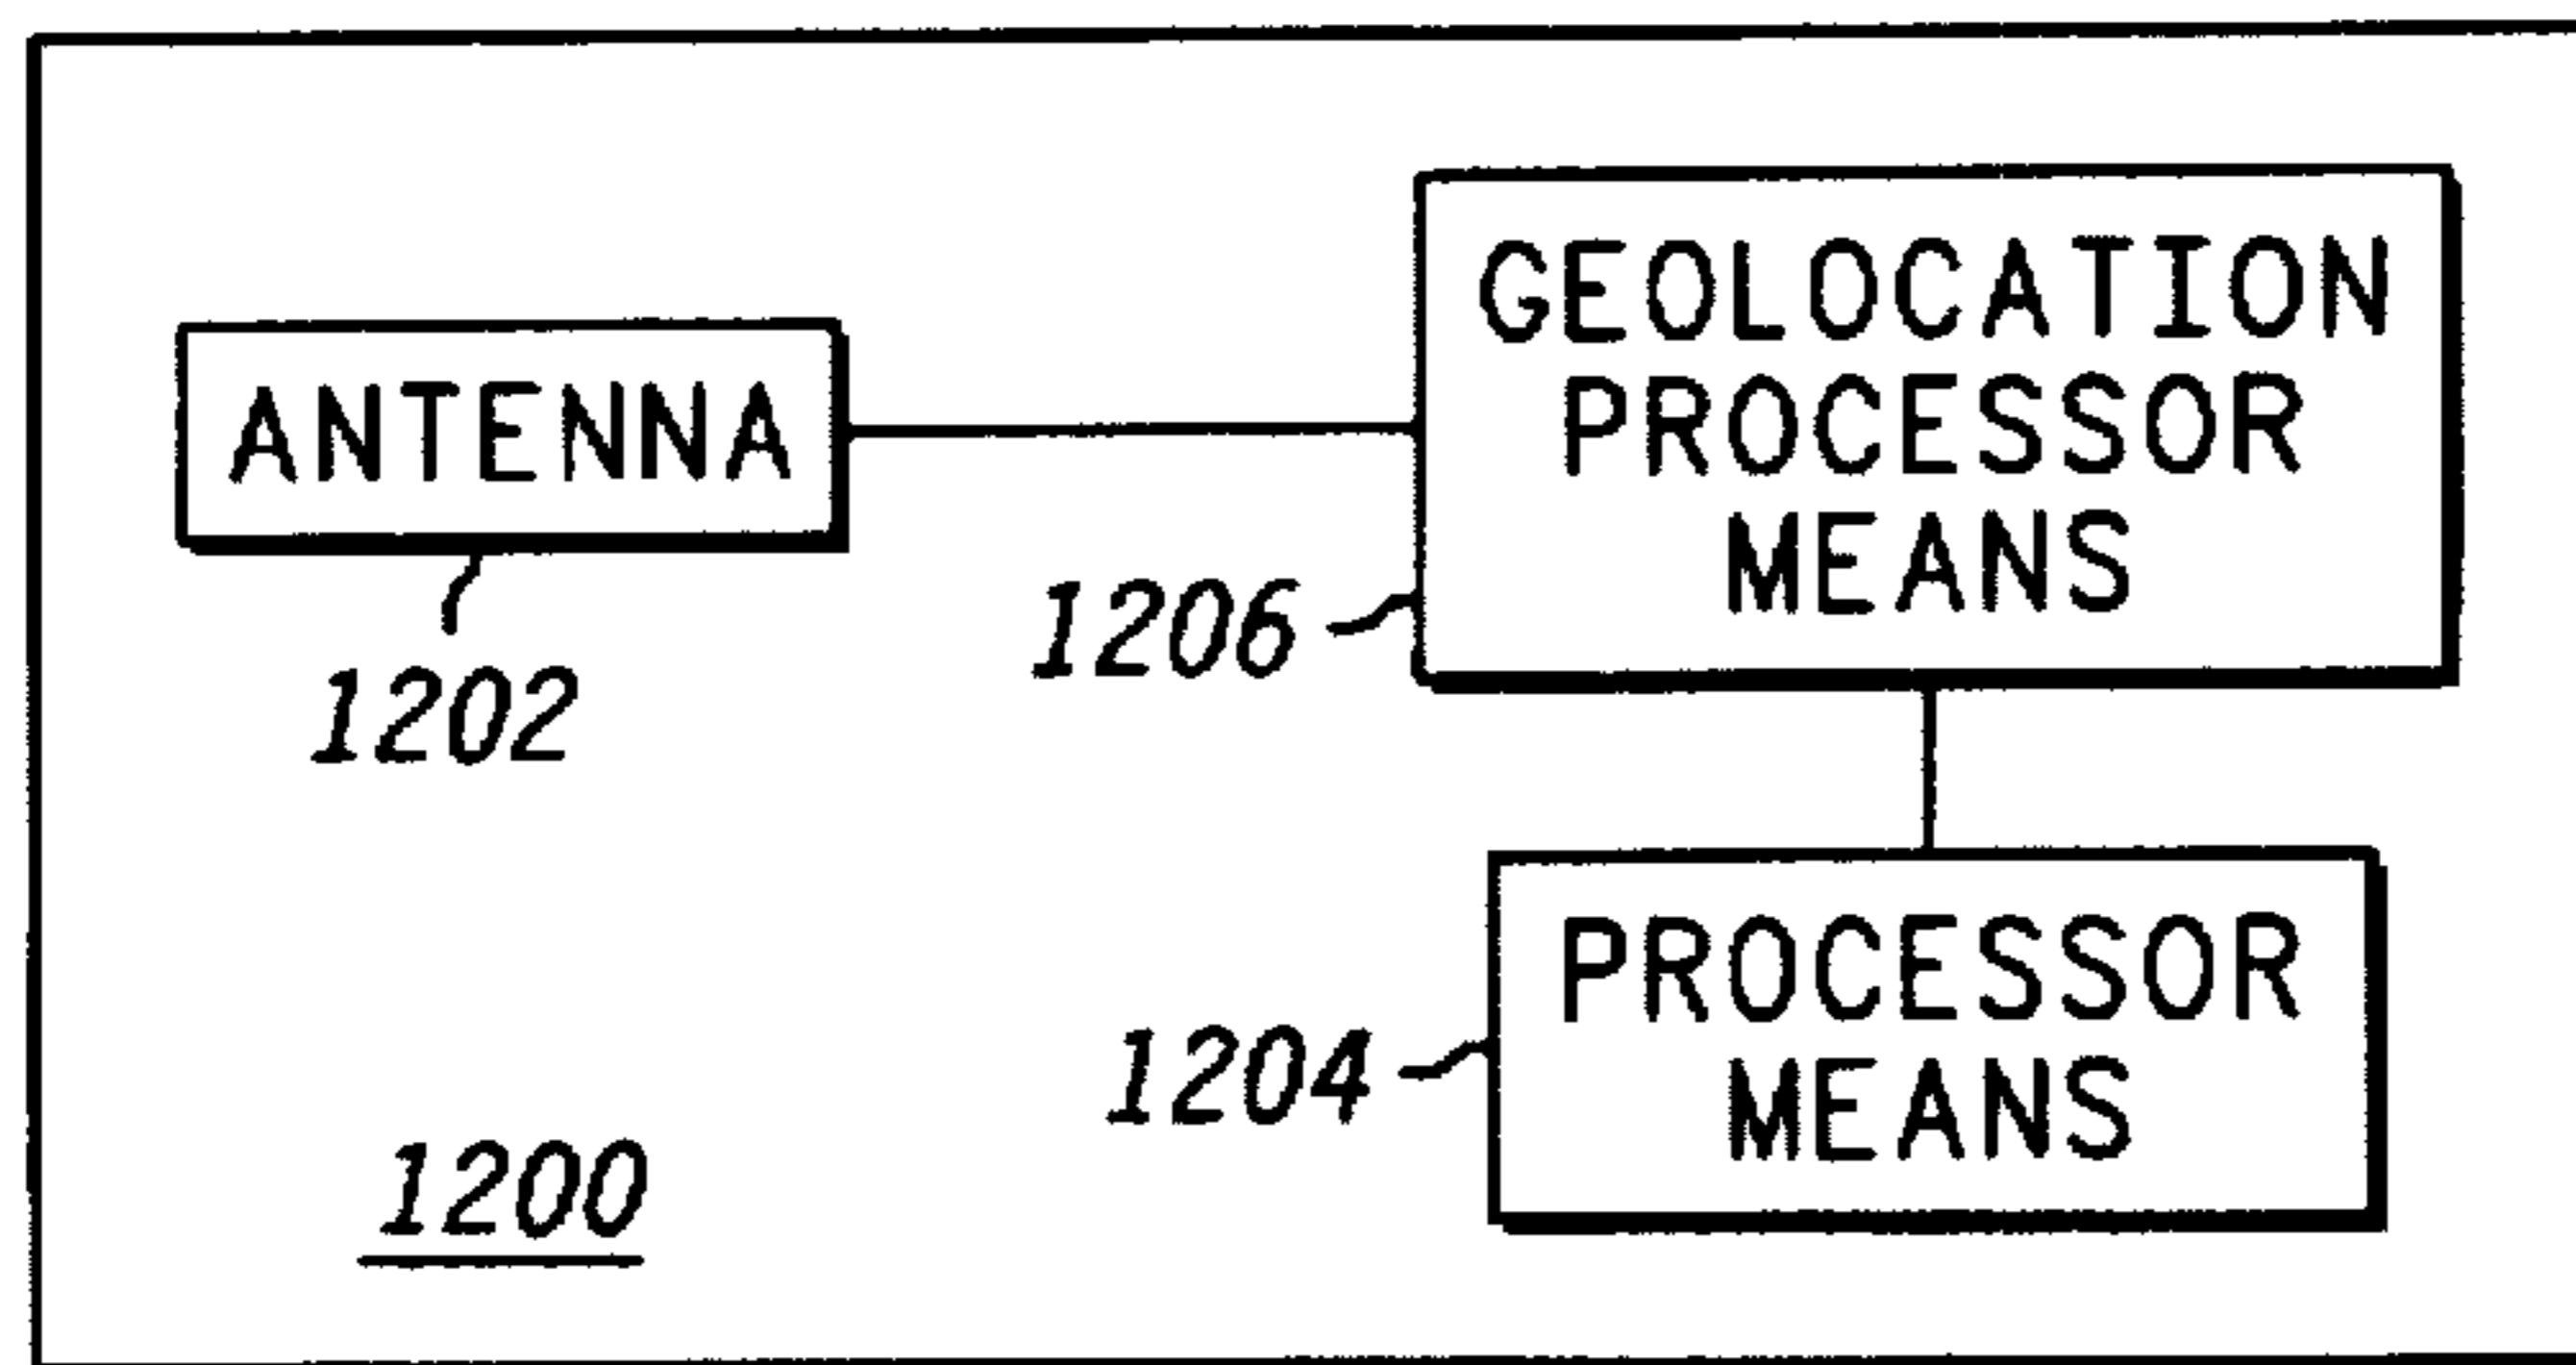 GEOLOCATION
PROCESSOR
MEANS
ANTENNA
1206
1202
PROCESSOR
MEANS
1204
1200